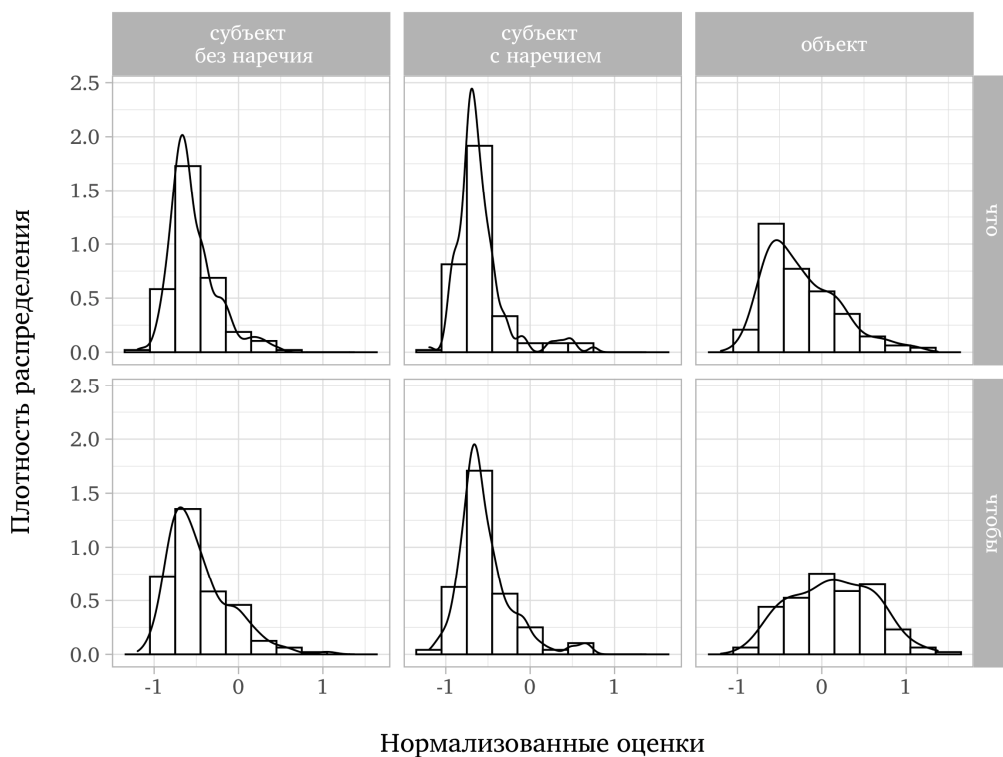 субъект
без наречия
субъект
с наречием
объект
2.5
2.0
1.5
1.0
0.5
0.0
что
2.5
2.0
1.5
1.0
0.5
0.0
чтобы
-1 0 1
-1 0 1
-1 0 1
Нормализованные оценки
Плотность распределения